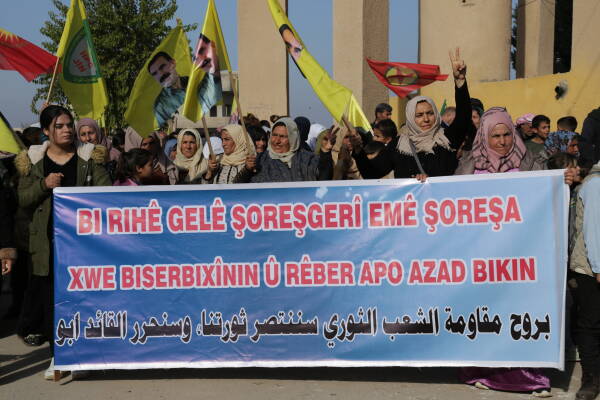 BI RIHÊ GELÊ ŞOREŞGERÎ EMÊ ŞOREŞA
XWE BISERBIXÎNIN Û RÊBER APO AZAD BIKIN
بروح مقاومة الشعب الثوري سننتصر ثورتنا، وسنحرر القائد ابو